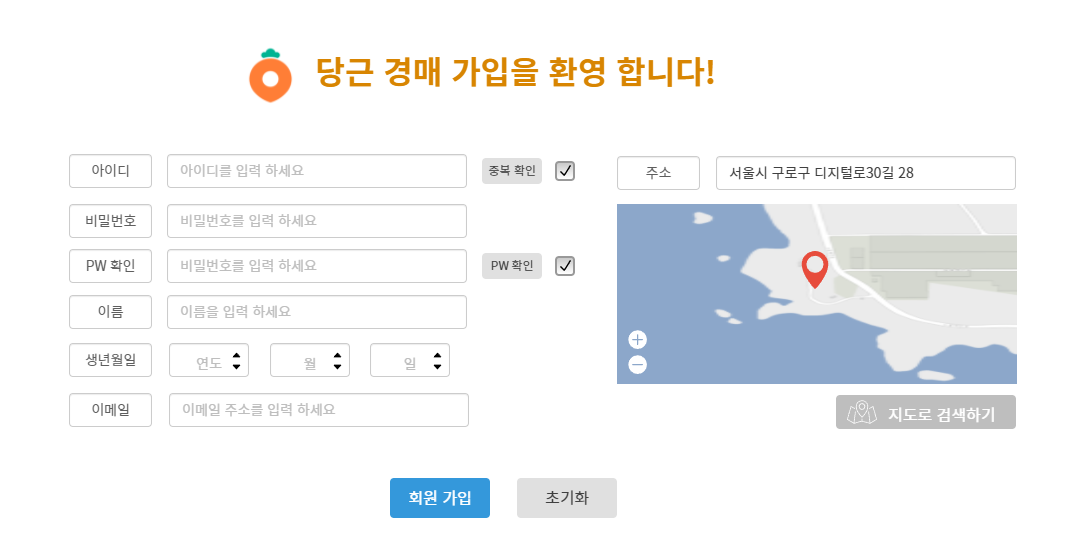 당근 경매 가입을 환영 합니다!
아이디 아이디를 입력 하세요 중복 확인
비밀번호 비밀번호를 입력 하세요
PW 확인 비밀번호를 입력 하세요 PW 확인
이름 이름을 입력 하세요
생년월일 연도 월 일
이메일 이메일 주소를 입력 하세요
주소 서울시 구로구 디지털로30길 28
지도로 검색하기
회원 가입 초기화